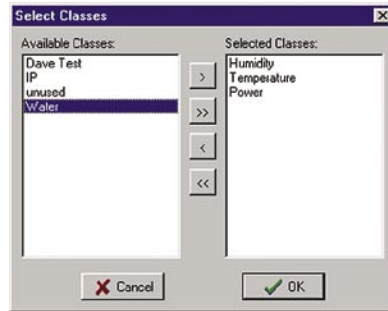 Select Classes
Available Classes:
Dave Test
IP
unused
Water
>
>>
<
<<
Selected Classes:
Humidity
Temperature
Power
Cancel
OK